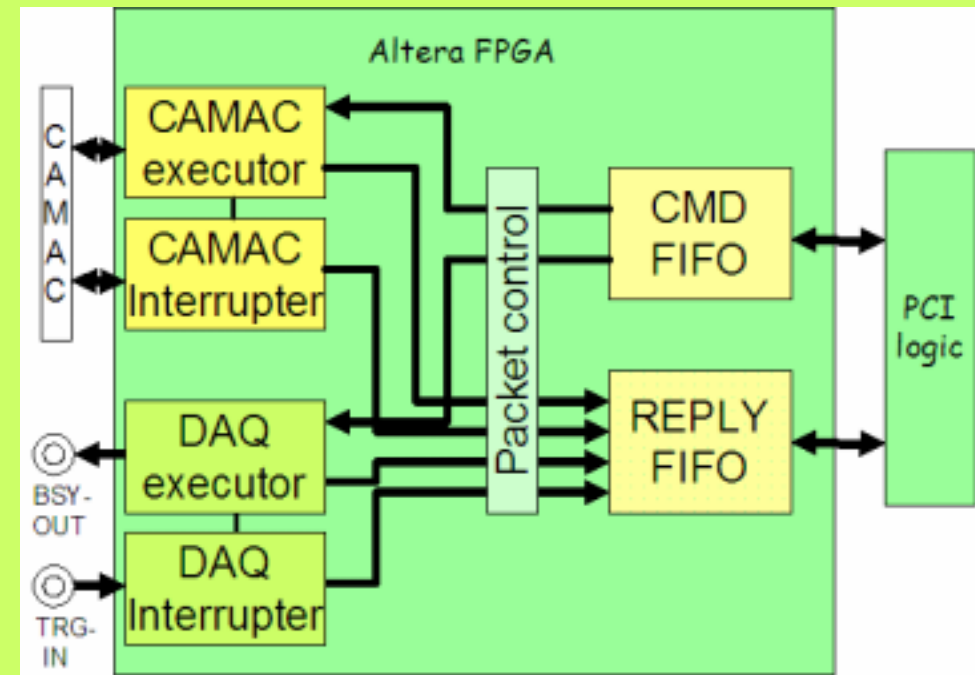 Altera FPGA
CAMAC
CAMAC
executor
CAMAC
Interrupter
DAQ
executor
DAQ
Interrupter
BSY-
OUT
TRG-
IN
Packet control
CMD
FIFO
REPLY
FIFO
PCI
logic